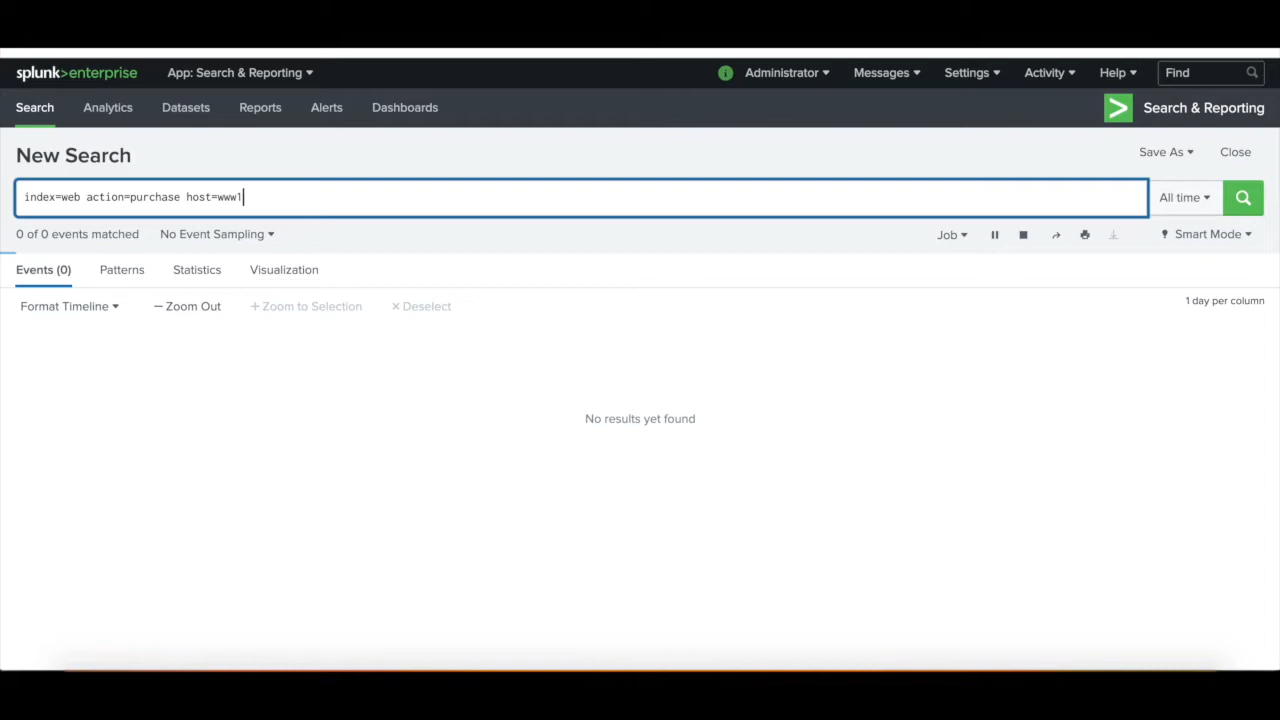 splunk>enterprise App: Search & Reporting Administrator Messages Settings Activity Help Find
Search Analytics Datasets Reports Alerts Dashboards Search & Reporting
New Search Save As Close
index=web action=purchase host=www1 All time
0 of 0 events matched No Event Sampling Job Smart Mode
Events (0) Patterns Statistics Visualization
Format Timeline — Zoom Out + Zoom to Selection × Deselect 1 day per column
No results yet found